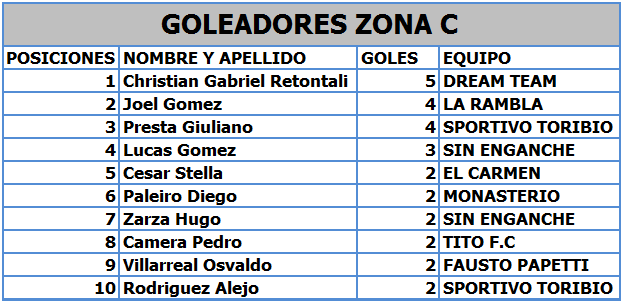 GOLEADORES ZONA C
POSICIONES NOMBRE Y APELLIDO GOLES EQUIPO
1 Christian Gabriel Retontali 5 DREAM TEAM
2 Joel Gomez 4 LA RAMBLA
3 Presta Giuliano 4 SPORTIVO TORIBIO
4 Lucas Gomez 3 SIN ENGANCHE
5 Cesar Stella 2 EL CARMEN
6 Paleiro Diego 2 MONASTERIO
7 Zarza Hugo 2 SIN ENGANCHE
8 Camera Pedro 2 TITO F.C
9 Villarreal Osvaldo 2 FAUSTO PAPETTI
10 Rodriguez Alejo 2 SPORTIVO TORIBIO